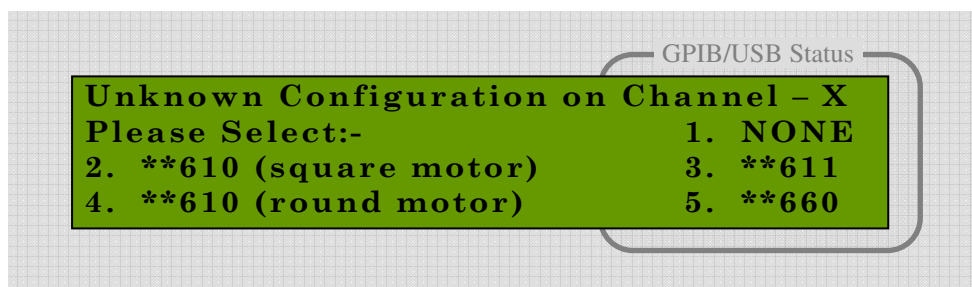 GPIB/USB Status
Unknown Configuration on Channel – X
Please Select:- 1. NONE
2. **610 (square motor) 3. **611
4. **610 (round motor) 5. **660